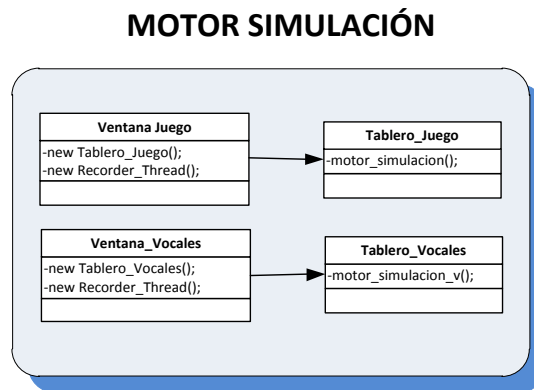 MOTOR SIMULACIÓN
Ventana Juego
-new Tablero_Juego();
-new Recorder_Thread();
Tablero_Juego
-motor_simulacion();
Ventana_Vocales
-new Tablero_Vocales();
-new Recorder_Thread();
Tablero_Vocales
-motor_simulacion_v();